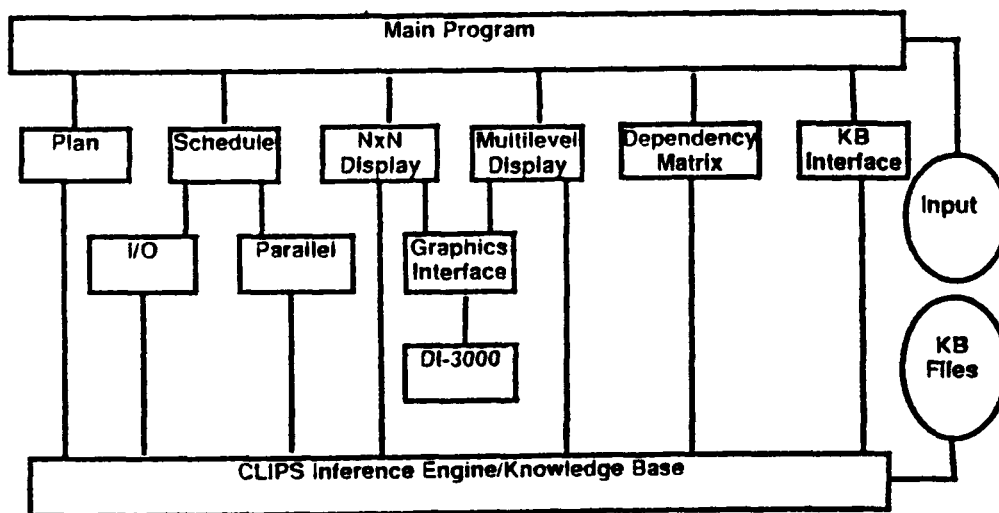 Main Program
Plan
Schedule
NxN
Display
Multilevel
Display
Dependency
Matrix
KB
Interface
Input
I/O
Parallel
Graphics
Interface
KB
Files
DI-3000
CLIPS Inference Engine/Knowledge Base